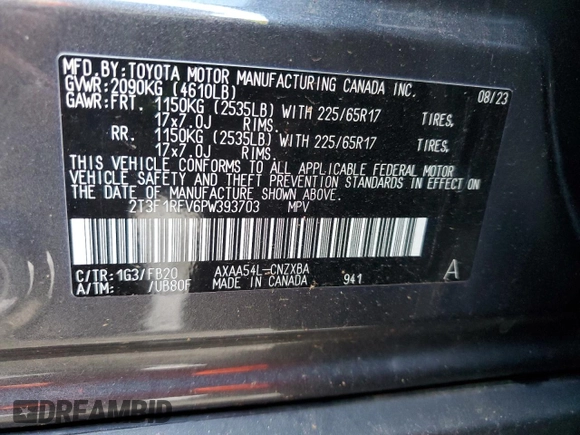 MFD.BY:TOYOTA MOTOR MANUFACTURING CANADA INC. 08/23
GVWR:2090KG (4610LB)
GAWR:FRT. 1150KG (2535LB) WITH 225/65R17 TIRES,
17x7.0J RIMS.
RR. 1150KG (2535LB) WITH 225/65R17 TIRES,
17x7.0J RIMS.
THIS VEHICLE CONFORMS TO ALL APPLICABLE FEDERAL MOTOR
VEHICLE SAFETY AND THEFT PREVENTION STANDARDS IN EFFECT ON
THE DATE OF MANUFACTURE SHOWN ABOVE.
2T3F1RFV6PW393703 MPV
C/TR:1G3/FB20 AXAA54L-CNZXBA
A/TM: /UB80F MADE IN CANADA 941 A
DREAMBID